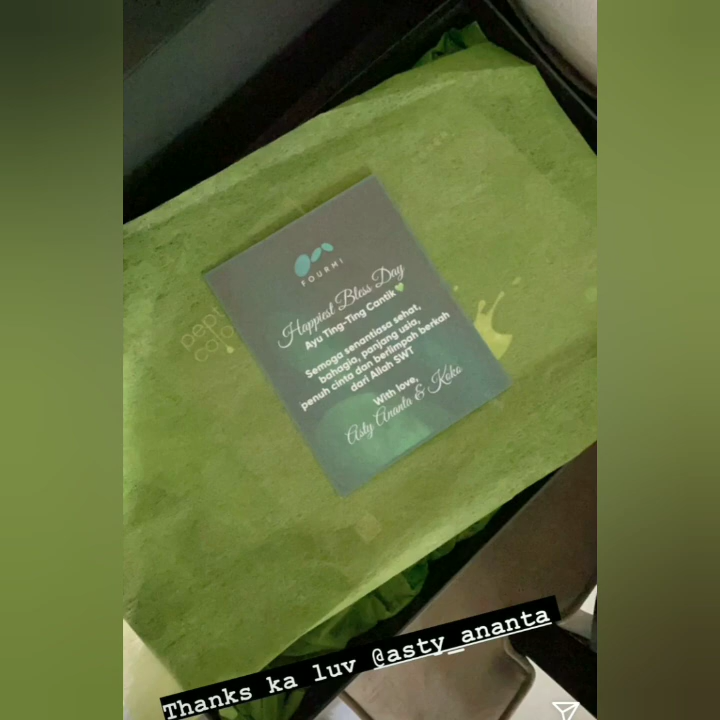 FOURMI
Happiest Bless Day
Ayu Ting-Ting Cantik
Semoga senantiasa sehat,
bahagia, panjang usia,
penuh cinta dan berlimpah berkah
dari Allah SWT
With love,
Asty Ananta & Koko
Thanks ka luv @asty_ananta